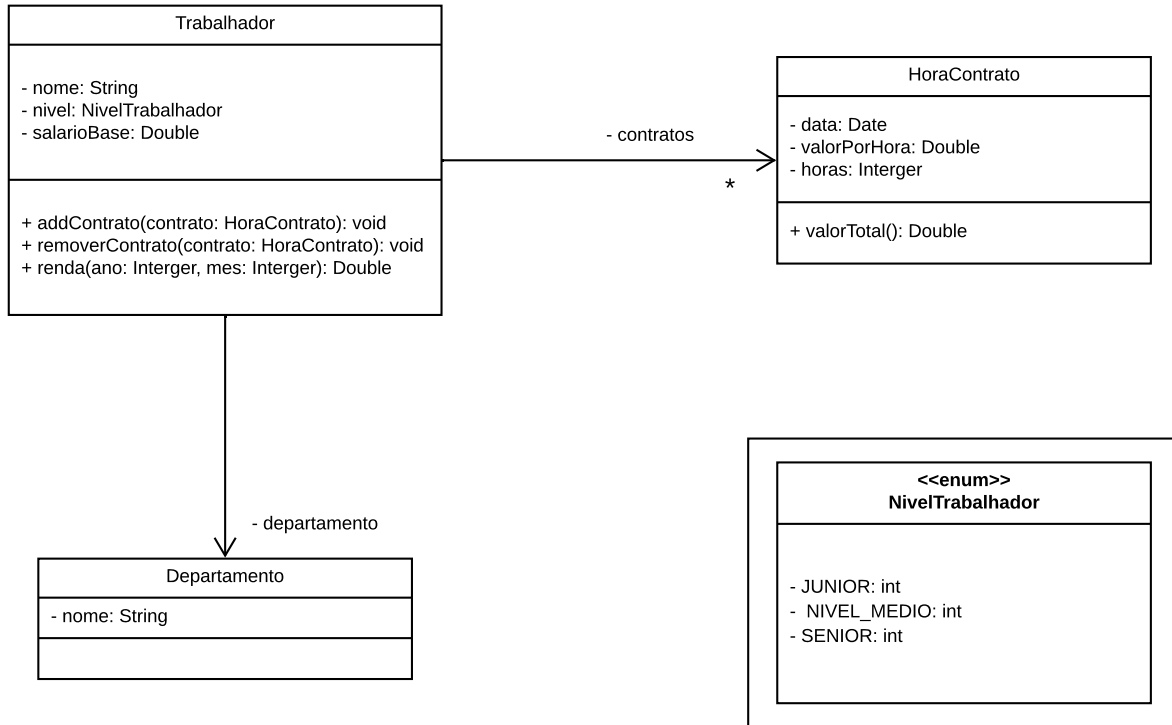 Trabalhador
- nome: String
- nivel: NivelTrabalhador
- salarioBase: Double
+ addContrato(contrato: HoraContrato): void
+ removerContrato(contrato: HoraContrato): void
+ renda(ano: Interger, mes: Interger): Double
- contratos
*
HoraContrato
- data: Date
- valorPorHora: Double
- horas: Interger
+ valorTotal(): Double
- departamento
Departamento
- nome: String
<<enum>>
NivelTrabalhador
- JUNIOR: int
-  NIVEL_MEDIO: int
- SENIOR: int